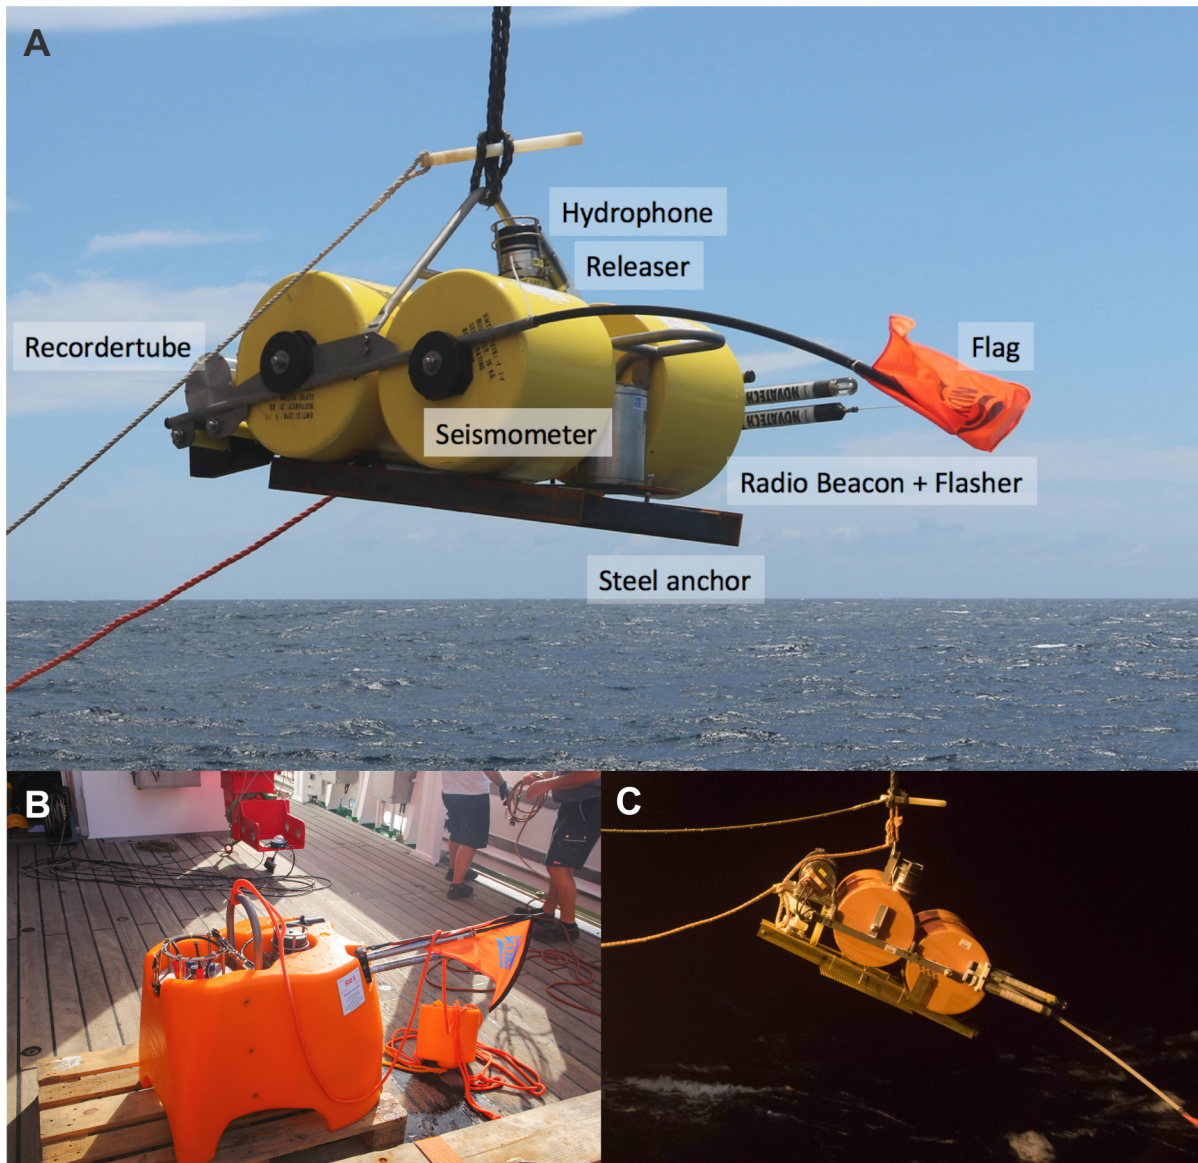 A
Hydrophone
Releaser
Recordertube
Flag
Seismometer
Radio Beacon + Flasher
Steel anchor
NOVATECH
NOVATECH
B
C